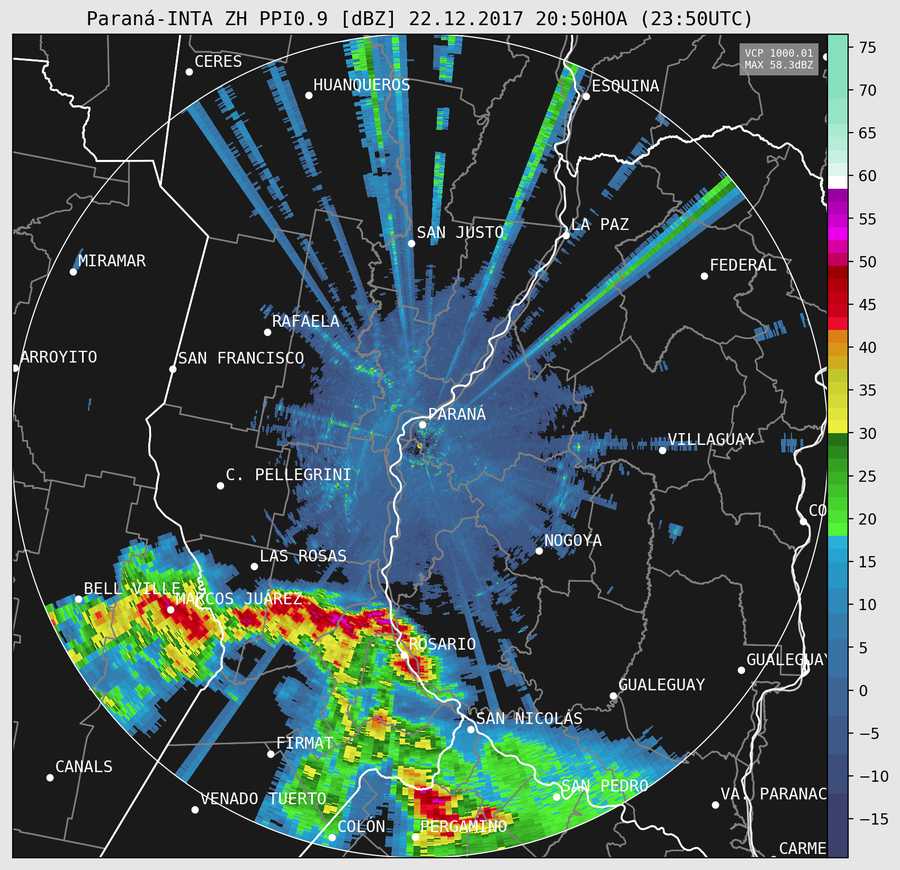 Paraná-INTA ZH PPI0.9 [dBZ] 22.12.2017 20:50HOA (23:50UTC)
VCP 1000.01
MAX 58.3dBZ
75
70
65
60
55
50
45
40
35
30
25
20
15
10
5
0
−5
−10
−15
CERES
HUANQUEROS
ESQUINA
SAN JUSTO
LA PAZ
MIRAMAR
FEDERAL
RAFAELA
ARROYITO
SAN FRANCISCO
PARANÁ
VILLAGUAY
C. PELLEGRINI
CO
NOGOYA
LAS ROSAS
BELL VILLE
MARCOS JUÁREZ
ROSARIO
GUALEGUAY
GUALEGUAY
SAN NICOLÁS
FIRMAT
CANALS
SAN PEDRO
VENADO TUERTO
VA. PARANAC
COLÓN
PERGAMINO
CARME